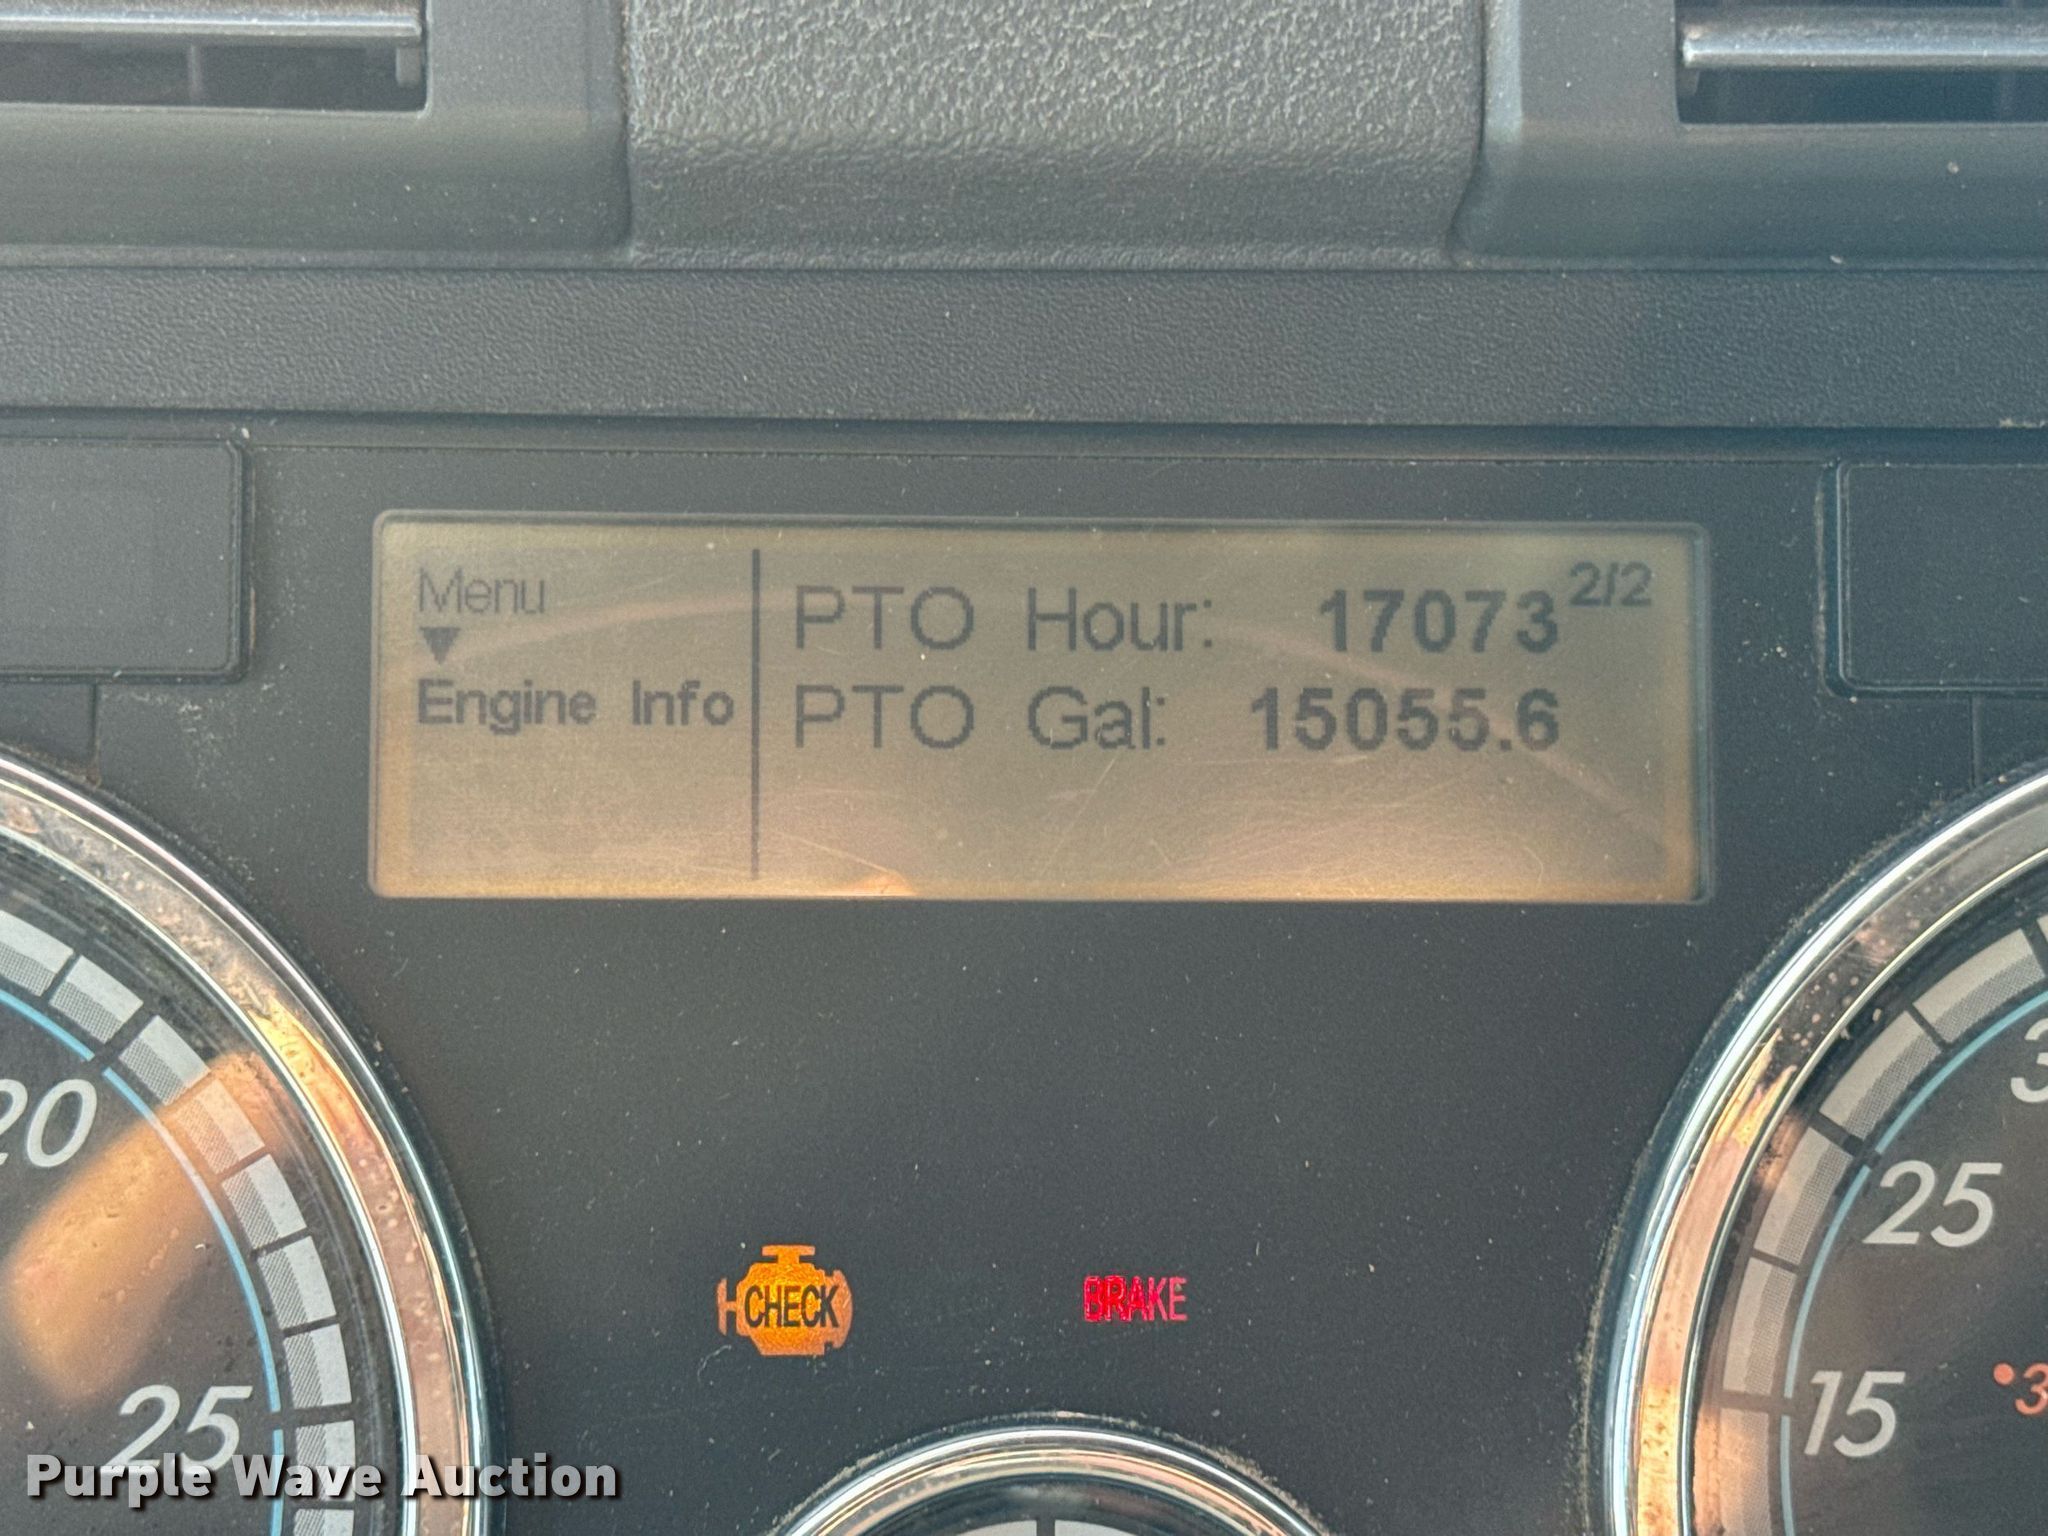 Menu
Engine Info
PTO Hour: 17073
2/2
PTO Gal: 15055.6
20
25
CHECK
BRAKE
25
15
Purple Wave Auction